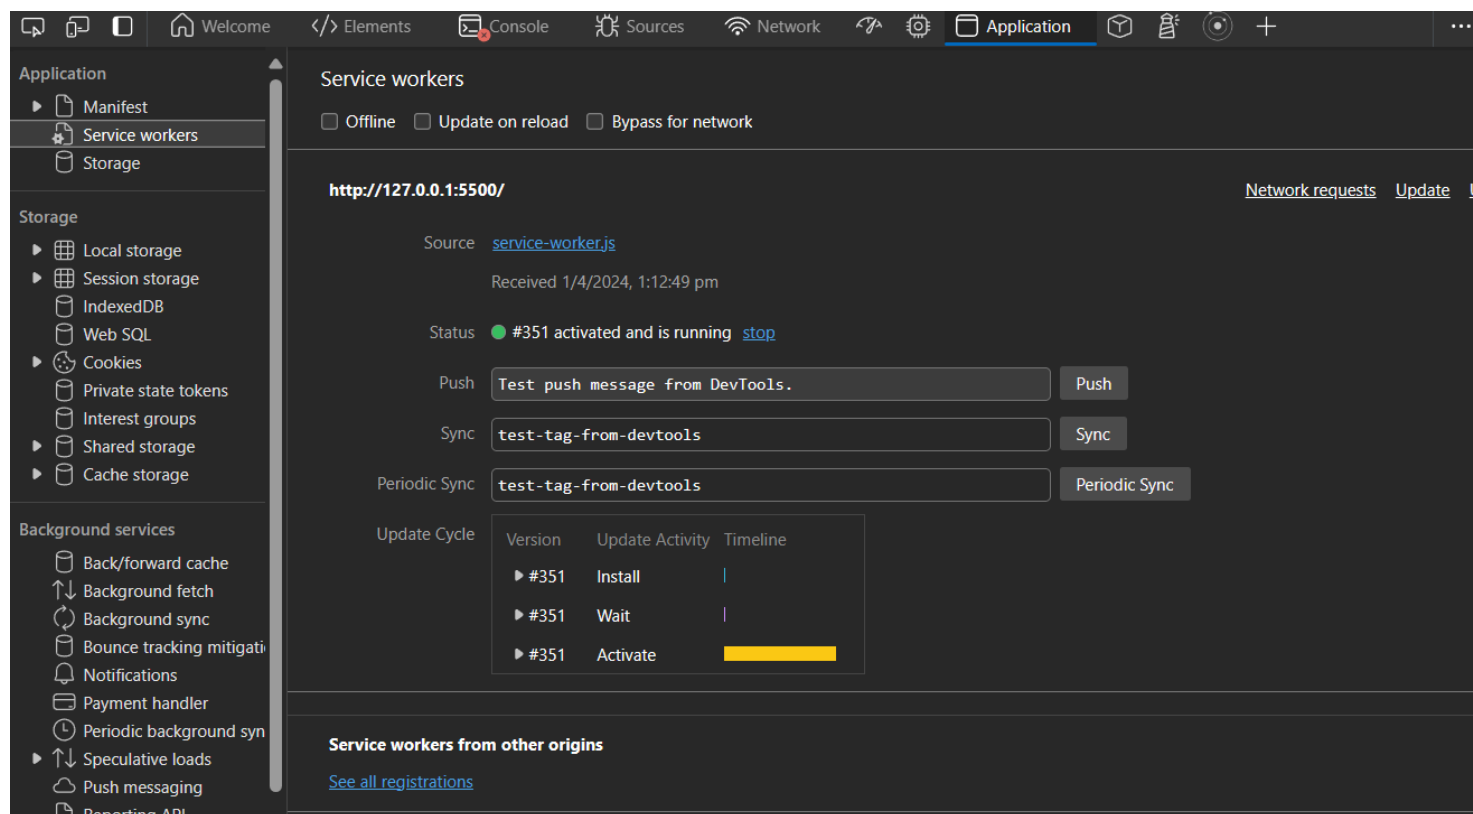 Welcome
Elements
Console
Sources
Network
Application
Application
Manifest
Service workers
Storage
Storage
Local storage
Session storage
IndexedDB
Web SQL
Cookies
Private state tokens
Interest groups
Shared storage
Cache storage
Background services
Back/forward cache
Background fetch
Background sync
Bounce tracking mitigati
Notifications
Payment handler
Periodic background syn
Speculative loads
Push messaging
Reporting API
Service workers
Offline Update on reload Bypass for network
http://127.0.0.1:5500/ Network requests Update
Source service-worker.js
Received 1/4/2024, 1:12:49 pm
Status #351 activated and is running stop
Push Test push message from DevTools. Push
Sync test-tag-from-devtools Sync
Periodic Sync test-tag-from-devtools Periodic Sync
Update Cycle Version Update Activity Timeline
#351 Install
#351 Wait
#351 Activate
Service workers from other origins
See all registrations